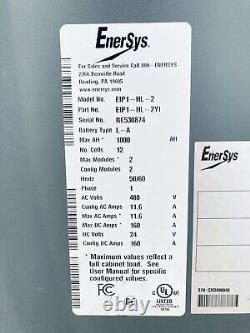 EnerSys.
For Sales and Service Call 800-ENERSYS
2366 Bernville Road
Reading, PA 19605
www.enersys.com
Model No. EIP1-HL-2
Part No. EIP1-HL-2Y1
Serial No. RE530874
Battery Type L-A
Max AH* 1000 AH
No. Cells 12
Max Modules 2
Config Modules 2
Hertz 50/60
Phase 1
AC Volts 480 V
Config AC Amps 11.6 A
Max AC Amps* 11.6 A
Max DC Amps* 160 A
DC Volts 24 V
Config DC Amps 160 A
* Maximum values reflect a
full cabinet load. See
User Manual for specific
configured values.
UL
LISTED
FC
EnerSys